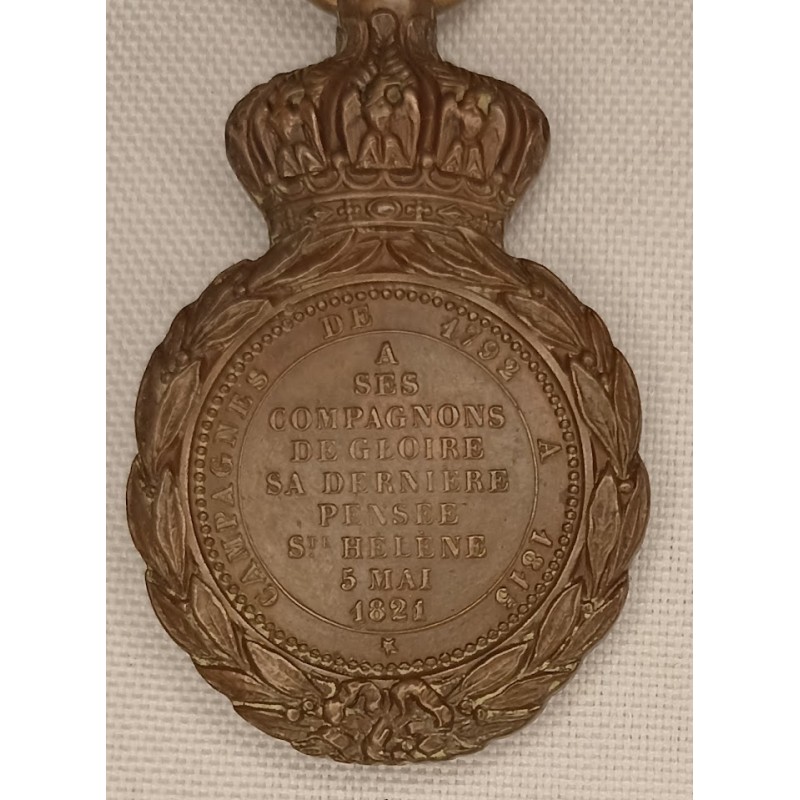 CAMPAGNES DE 1792 A 1815
A
SES
COMPAGNONS
DE GLOIRE
SA DERNIERE
PENSÉE
STE HÉLÈNE
5 MAI
1821